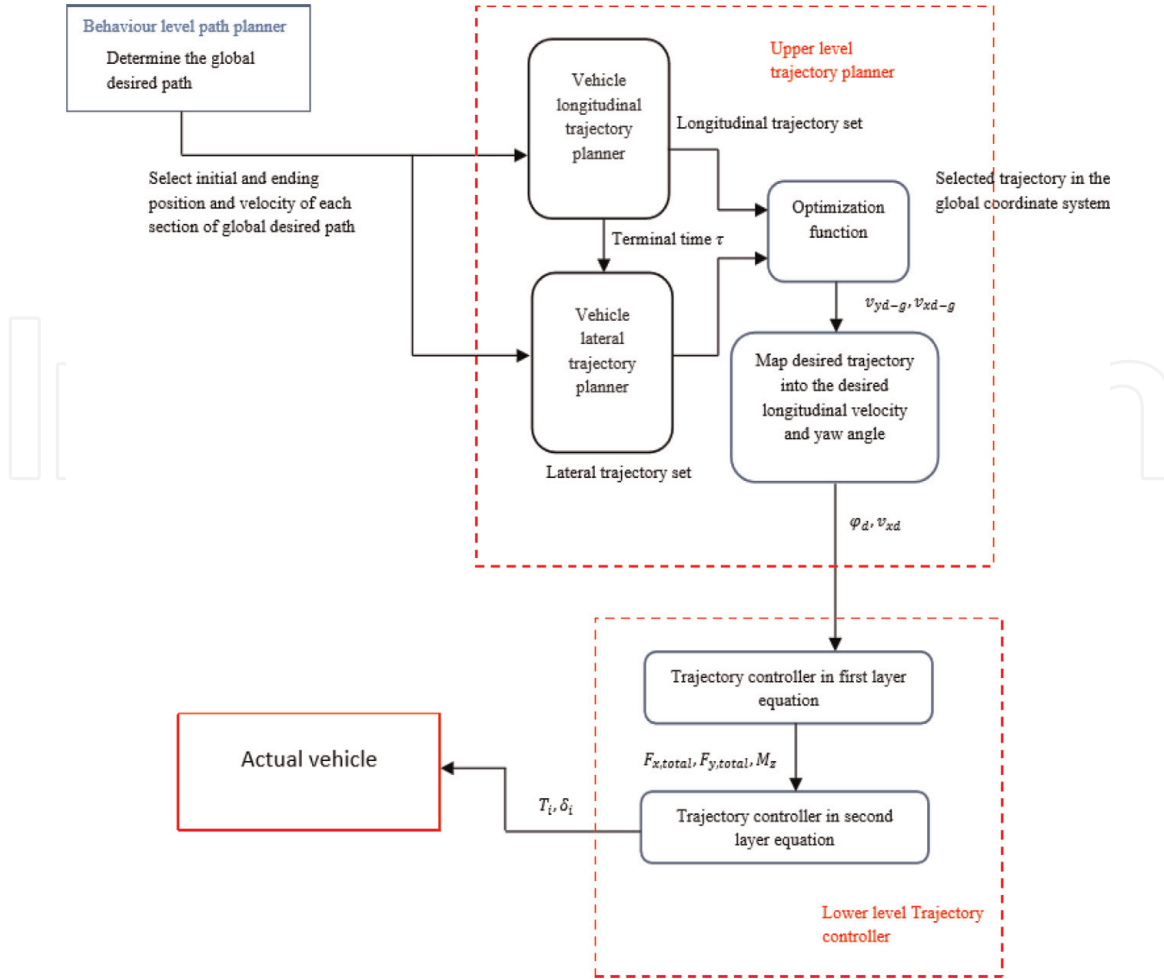 Behaviour level path planner
Determine the global
desired path
Select initial and ending
position and velocity of each
section of global desired path
Upper level
trajectory planner
Vehicle
longitudinal
trajectory
planner
Longitudinal trajectory set
Terminal time τ
Vehicle
lateral
trajectory
planner
Lateral trajectory set
Optimization
function
Selected trajectory in the
global coordinate system
v_{yd-g}, v_{xd-g}
Map desired trajectory
into the desired
longitudinal velocity
and yaw angle
φ_d, v_{xd}
Trajectory controller in first layer
equation
F_{x,total}, F_{y,total}, M_z
Trajectory controller in second
layer equation
T_i, δ_i
Actual vehicle
Lower level Trajectory
controller